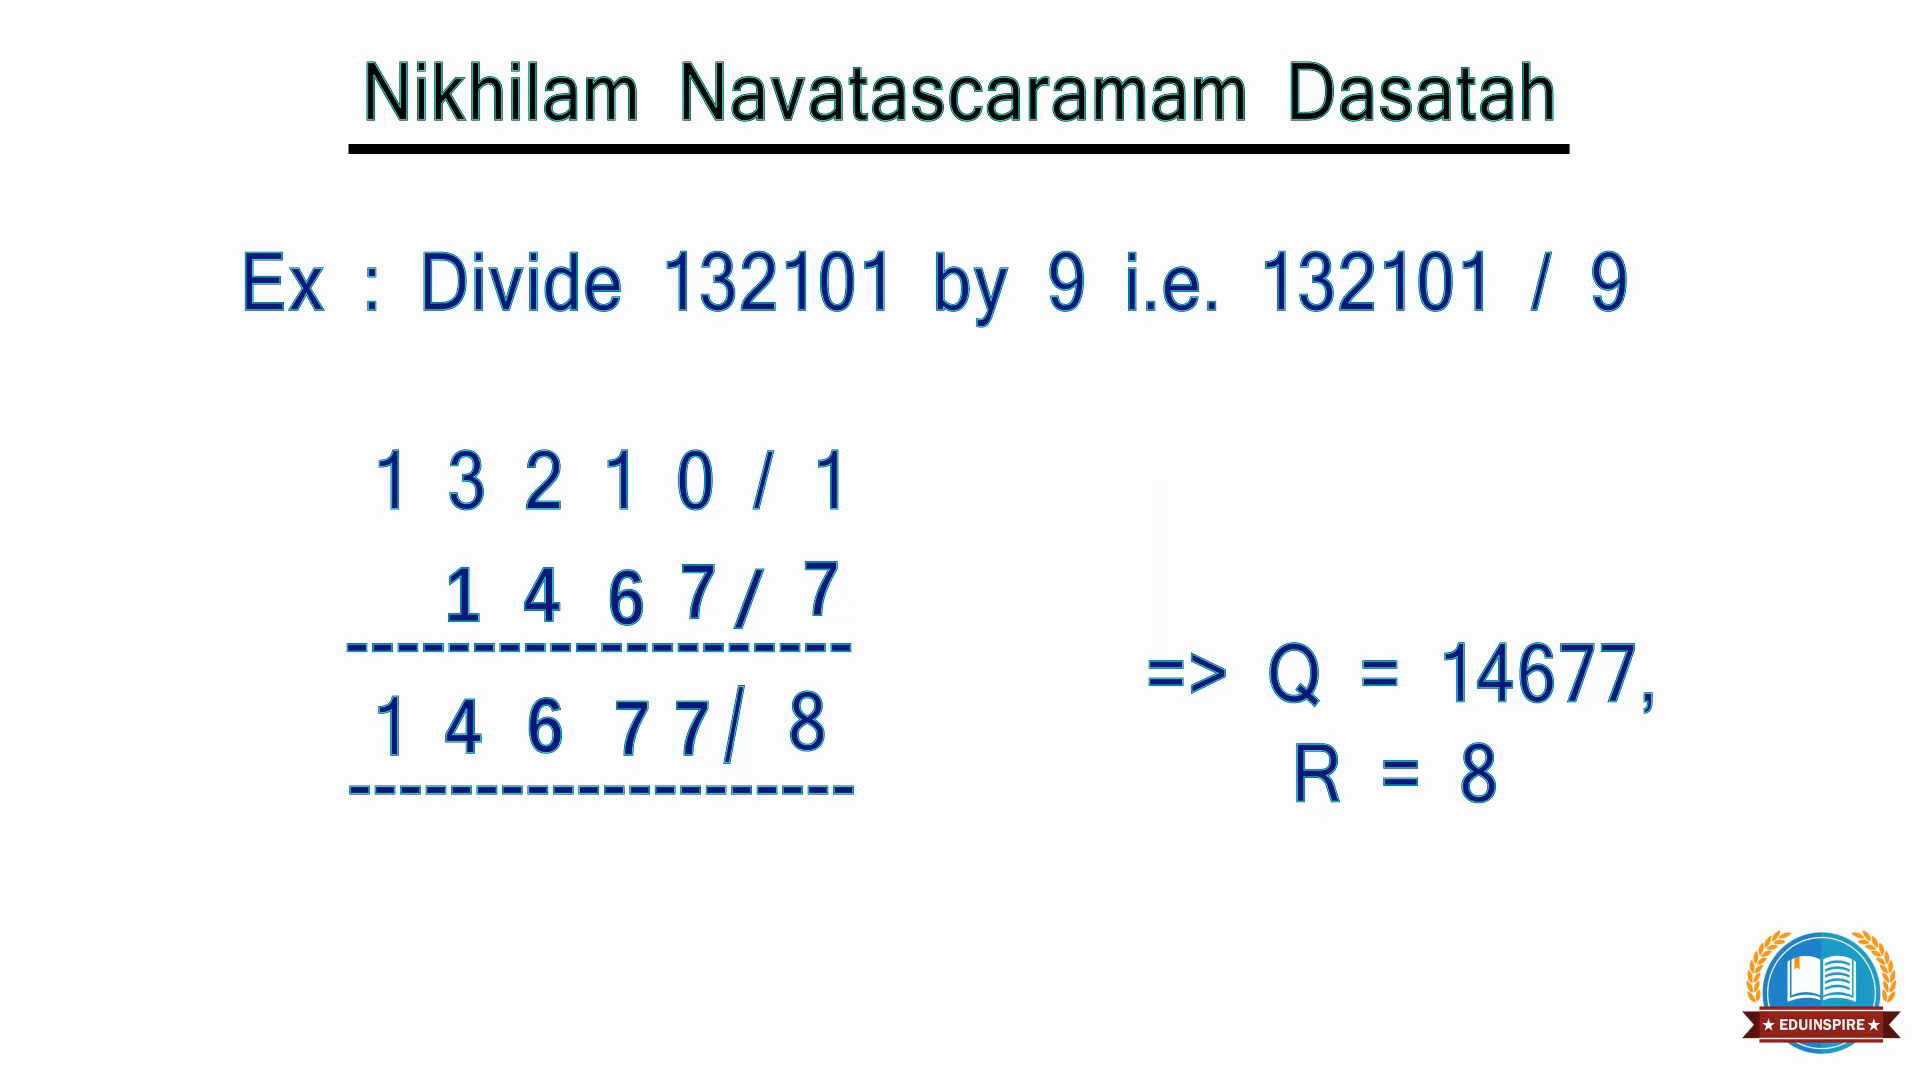 Nikhilam Navatascaramam Dasatah
Ex : Divide 132101 by 9 i.e. 132101 / 9
1 3 2 1 0 / 1
1 4 6 7 / 7
-------------------- 
1 4 6 7 7 / 8
--------------------
=> Q = 14677,
R = 8
★ EDUINSPIRE ★